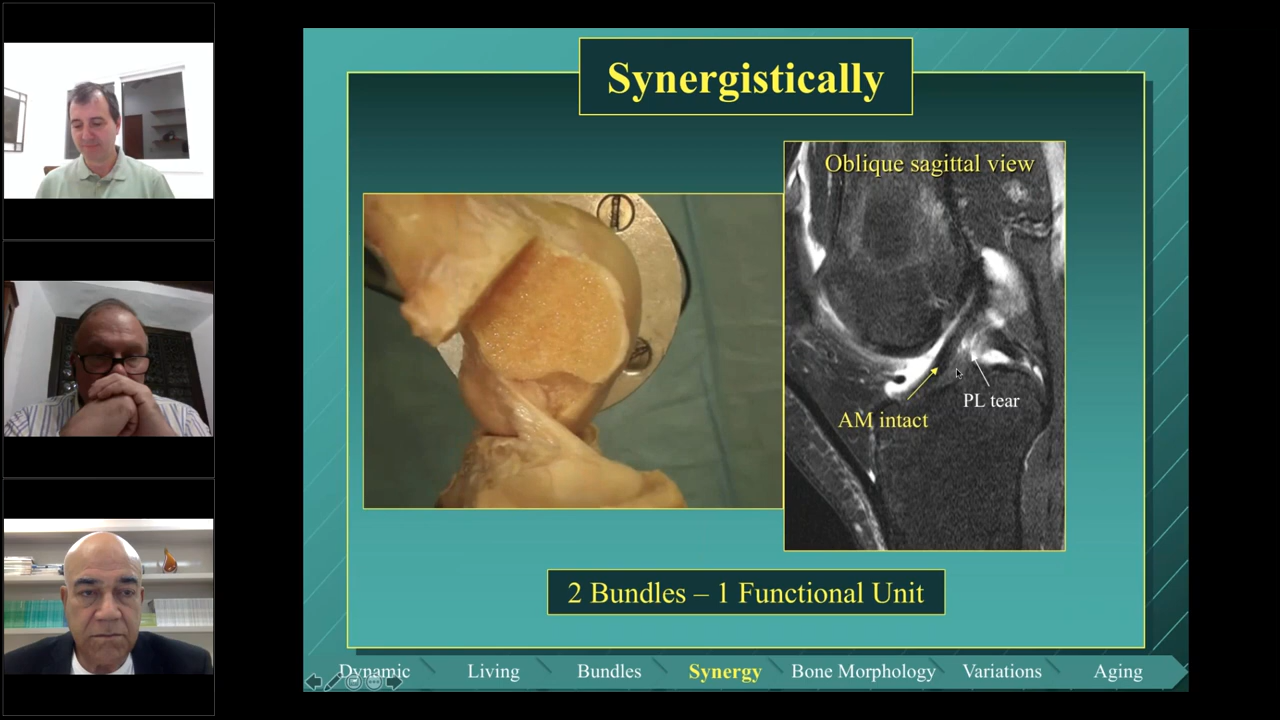 Synergistically
Oblique sagittal view
AM intact
PL tear
2 Bundles – 1 Functional Unit
Dynamic Living Bundles Synergy Bone Morphology Variations Aging